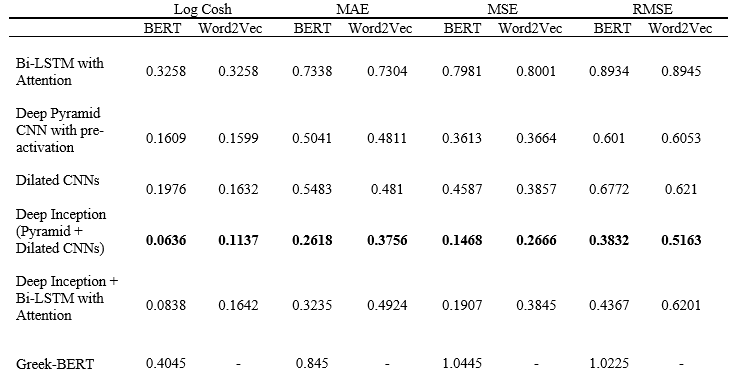 Log Cosh MAE MSE RMSE
BERT Word2Vec BERT Word2Vec BERT Word2Vec BERT Word2Vec
Bi-LSTM with
Attention 0.3258 0.3258 0.7338 0.7304 0.7981 0.8001 0.8934 0.8945
Deep Pyramid
CNN with pre-
activation 0.1609 0.1599 0.5041 0.4811 0.3613 0.3664 0.601 0.6053
Dilated CNNs 0.1976 0.1632 0.5483 0.481 0.4587 0.3857 0.6772 0.621
Deep Inception
(Pyramid +
Dilated CNNs) 0.0636 0.1137 0.2618 0.3756 0.1468 0.2666 0.3832 0.5163
Deep Inception +
Bi-LSTM with
Attention 0.0838 0.1642 0.3235 0.4924 0.1907 0.3845 0.4367 0.6201
Greek-BERT 0.4045 - 0.845 - 1.0445 - 1.0225 -